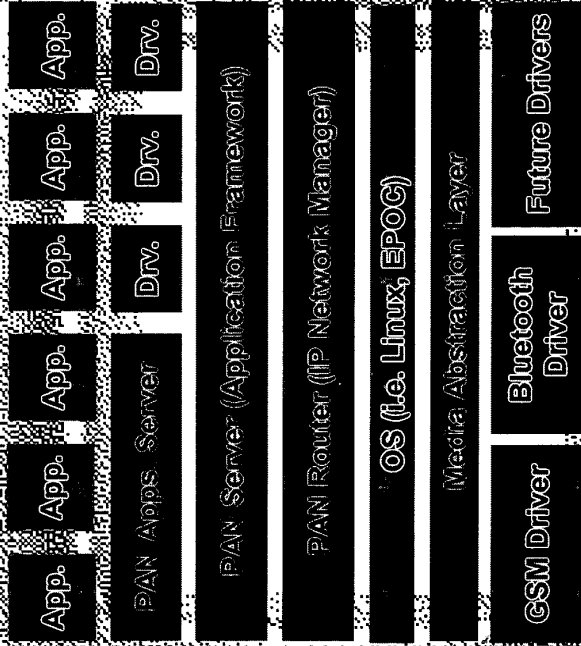 App.
App.
App.
App.
App.
App.
PAN Apps. Server
Drv.
Drv.
Drv.
PAN Server (Application Framework)
PAN Router (IP Network Manager)
OS (i.e. Linux, EPOC)
Media Abstraction Layer
GSM Driver
Bluetooth
Driver
Future Drivers